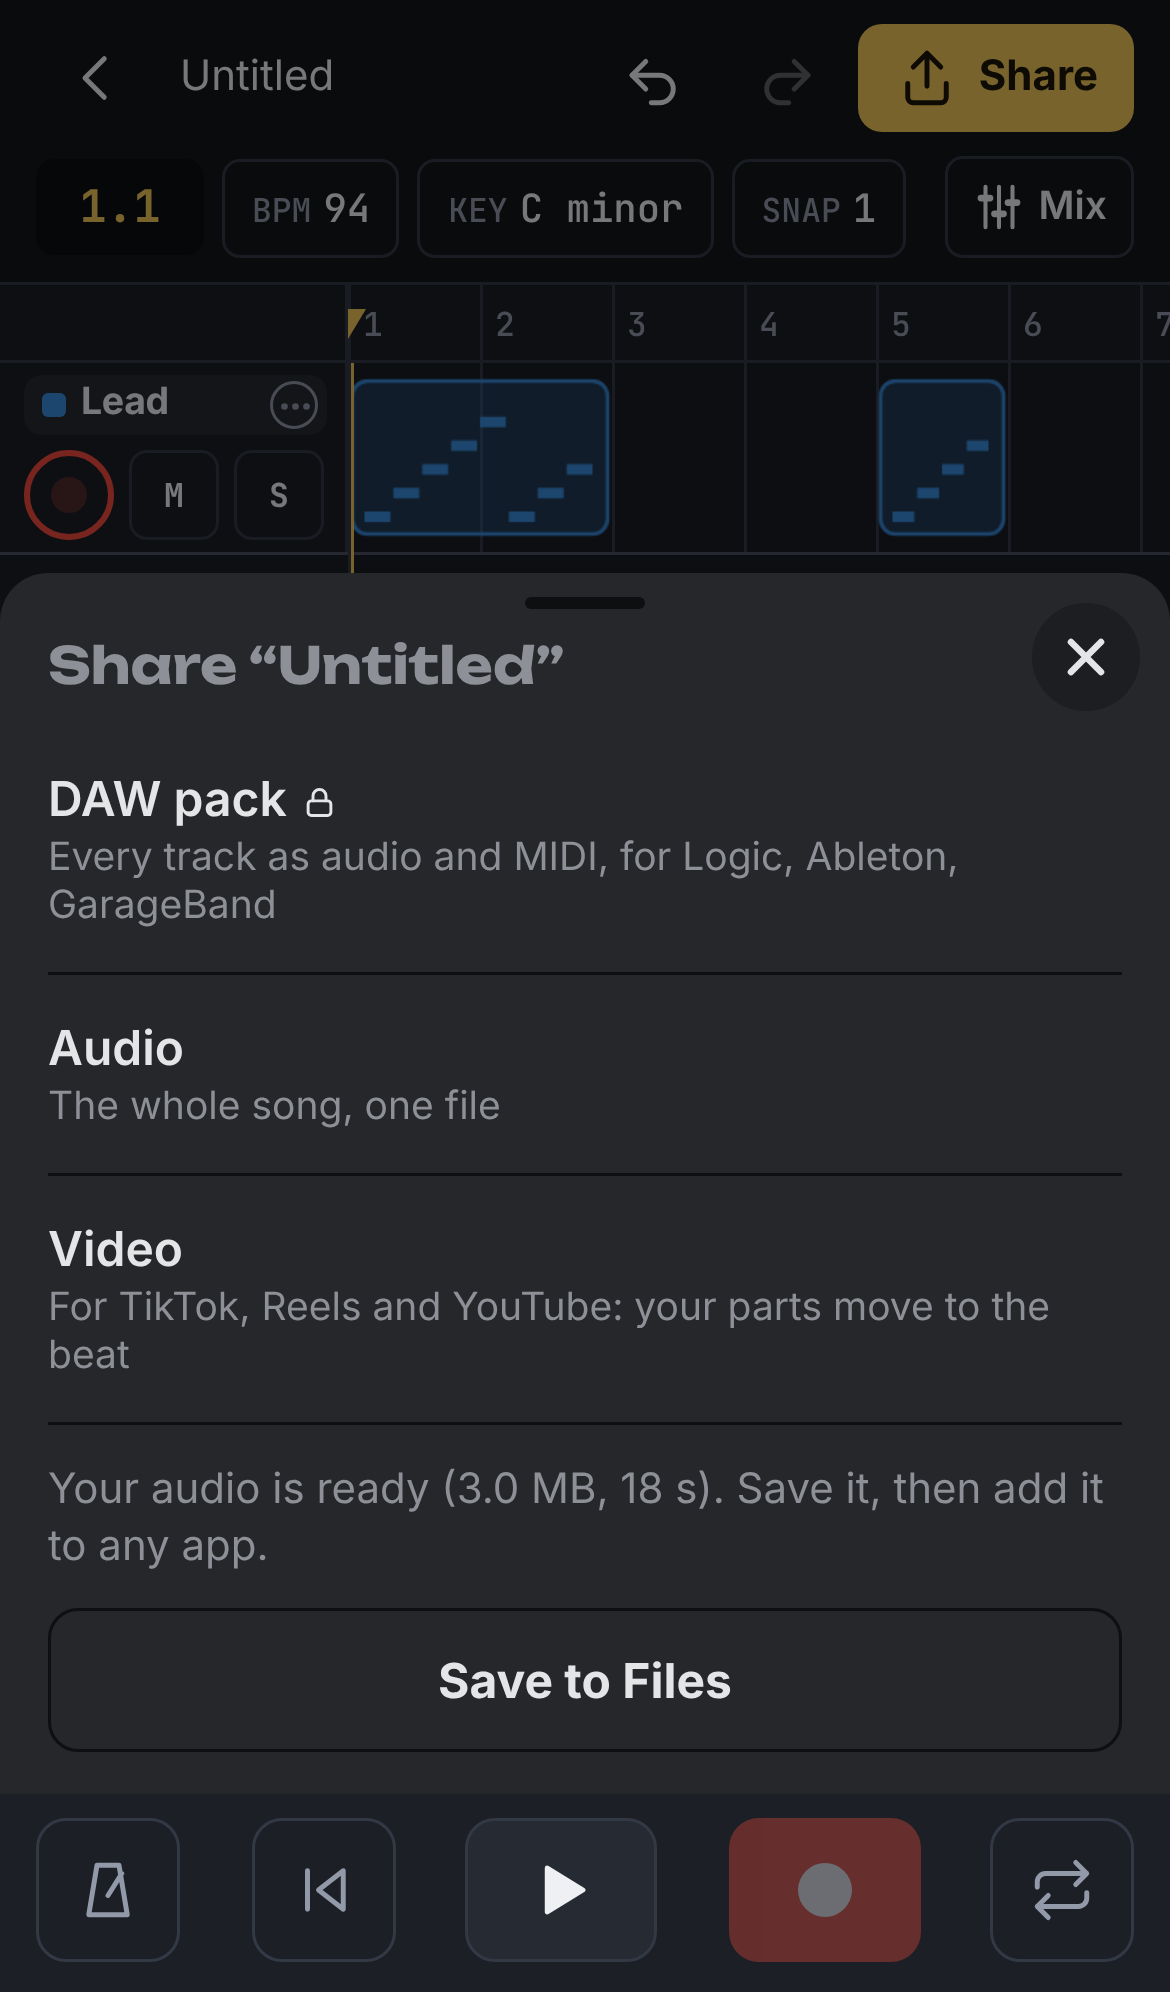 Untitled
Share
1.1
BPM 94
KEY C minor
SNAP 1
Mix
1 2 3 4 5 6 7
Lead
M S
Share “Untitled”
DAW pack
Every track as audio and MIDI, for Logic, Ableton,
GarageBand
Audio
The whole song, one file
Video
For TikTok, Reels and YouTube: your parts move to the
beat
Your audio is ready (3.0 MB, 18 s). Save it, then add it
to any app.
Save to Files